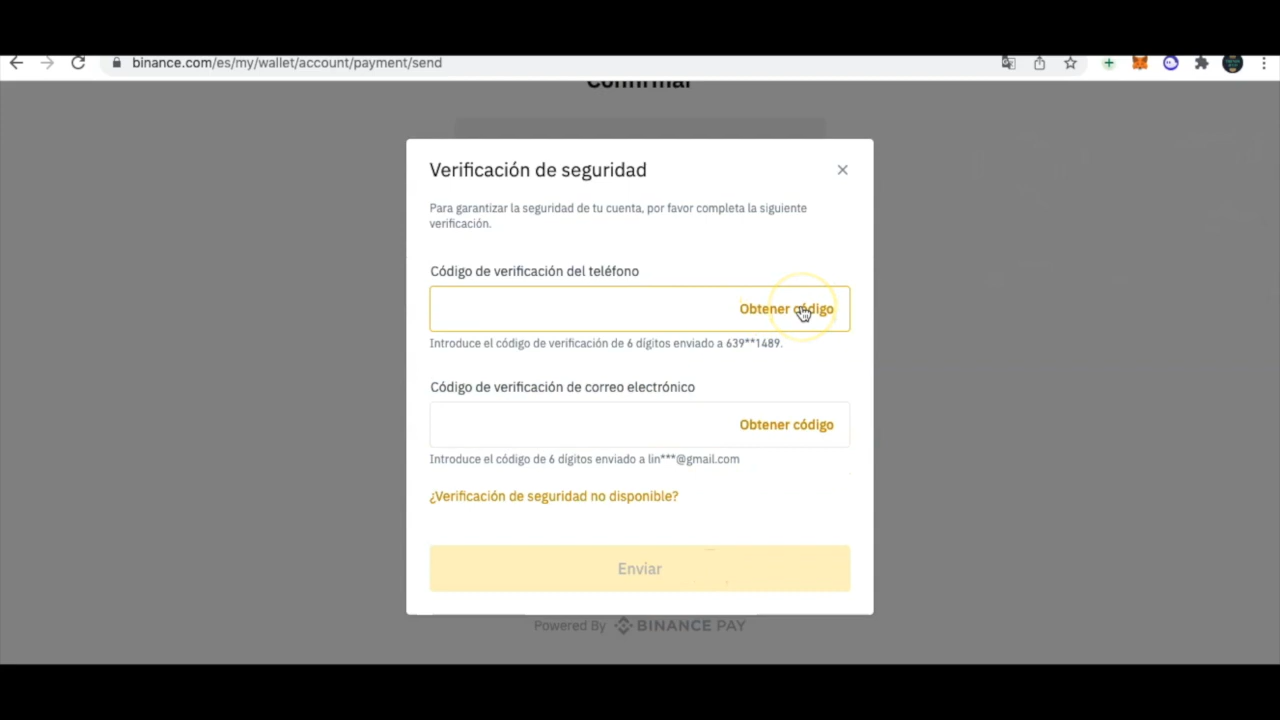 binance.com/es/my/wallet/account/payment/send
Confirmar
Verificación de seguridad
Para garantizar la seguridad de tu cuenta, por favor completa la siguiente
verificación.
Código de verificación del teléfono
Obtener código
Introduce el código de verificación de 6 dígitos enviado a 639**1489.
Código de verificación de correo electrónico
Obtener código
Introduce el código de 6 dígitos enviado a lin***@gmail.com
¿Verificación de seguridad no disponible?
Enviar
Powered By BINANCE PAY